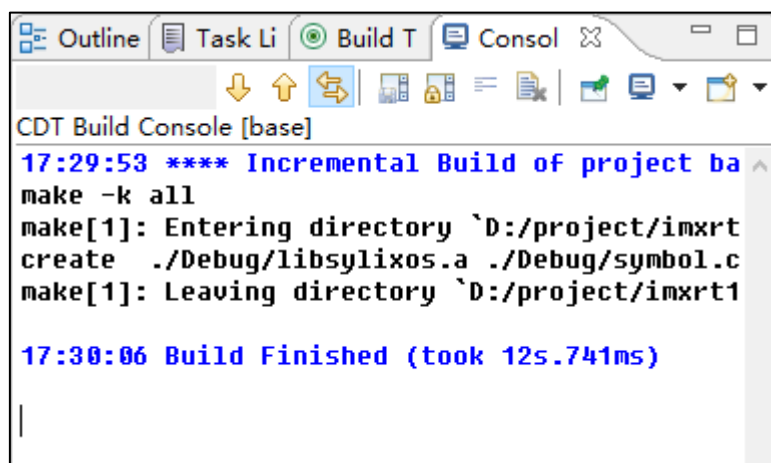 Outline Task Li Build T Consol
CDT Build Console [base]
17:29:53 **** Incremental Build of project ba
make -k all
make[1]: Entering directory `D:/project/imxrt
create ./Debug/libsylixos.a ./Debug/symbol.c
make[1]: Leaving directory `D:/project/imxrt1
17:30:06 Build Finished (took 12s.741ms)